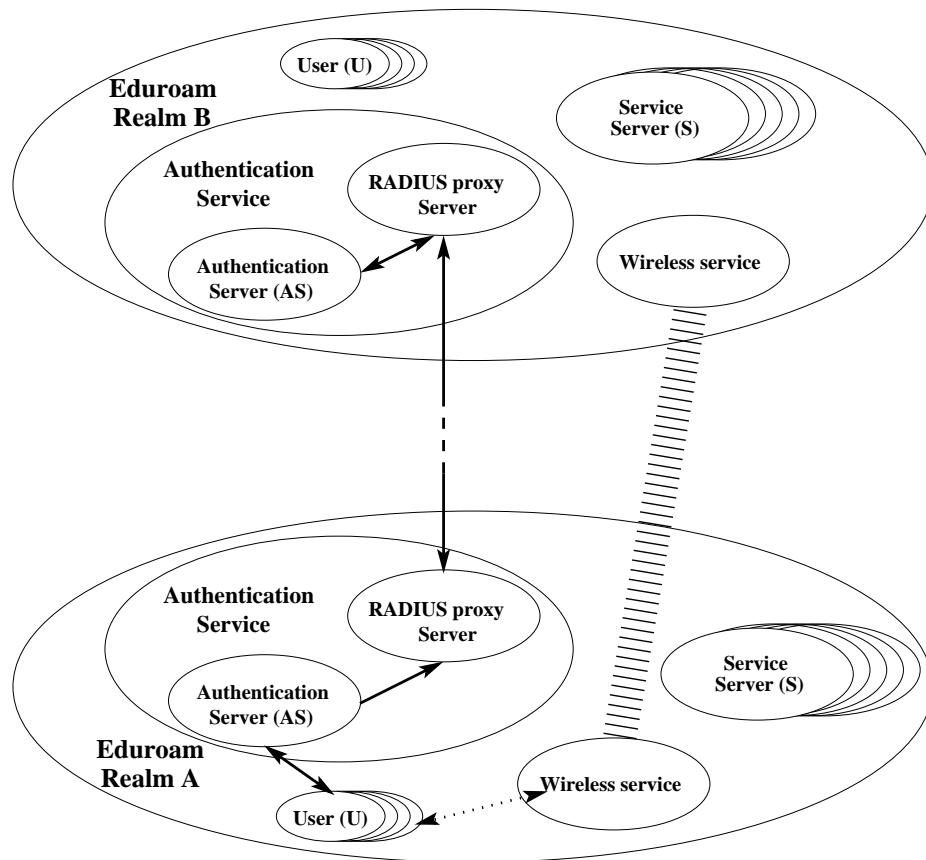 User (U)
Eduroam
Realm B
Service
Server (S)
Authentication
Service
RADIUS proxy
Server
Wireless service
Authentication
Server (AS)
Authentication
Service
RADIUS proxy
Server
Service
Server (S)
Authentication
Server (AS)
Eduroam
Realm A
Wireless service
User (U)